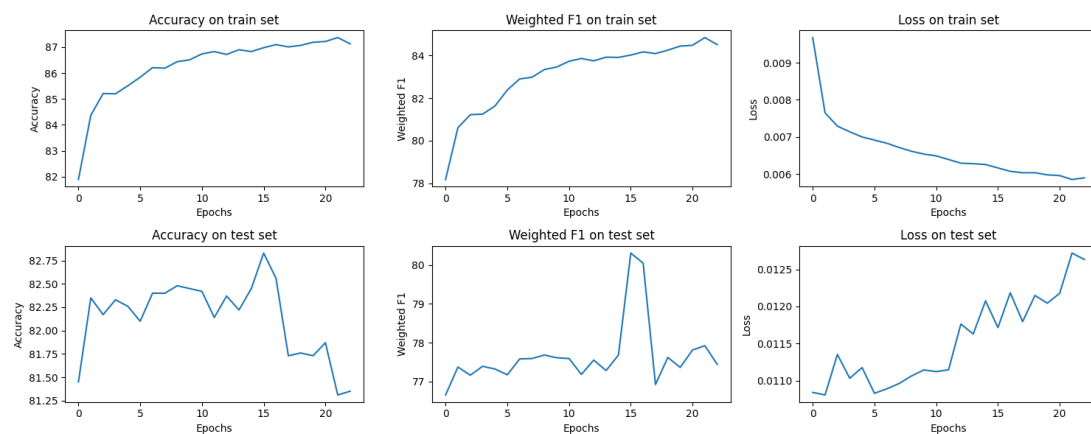 Accuracy on train set
Accuracy
87
86
85
84
83
82
0 5 10 15 20
Epochs
Weighted F1 on train set
Weighted F1
84
82
80
78
0 5 10 15 20
Epochs
Loss on train set
Loss
0.009
0.008
0.007
0.006
0 5 10 15 20
Epochs
Accuracy on test set
Accuracy
82.75
82.50
82.25
82.00
81.75
81.50
81.25
0 5 10 15 20
Epochs
Weighted F1 on test set
Weighted F1
80
79
78
77
0 5 10 15 20
Epochs
Loss on test set
Loss
0.0125
0.0120
0.0115
0.0110
0 5 10 15 20
Epochs